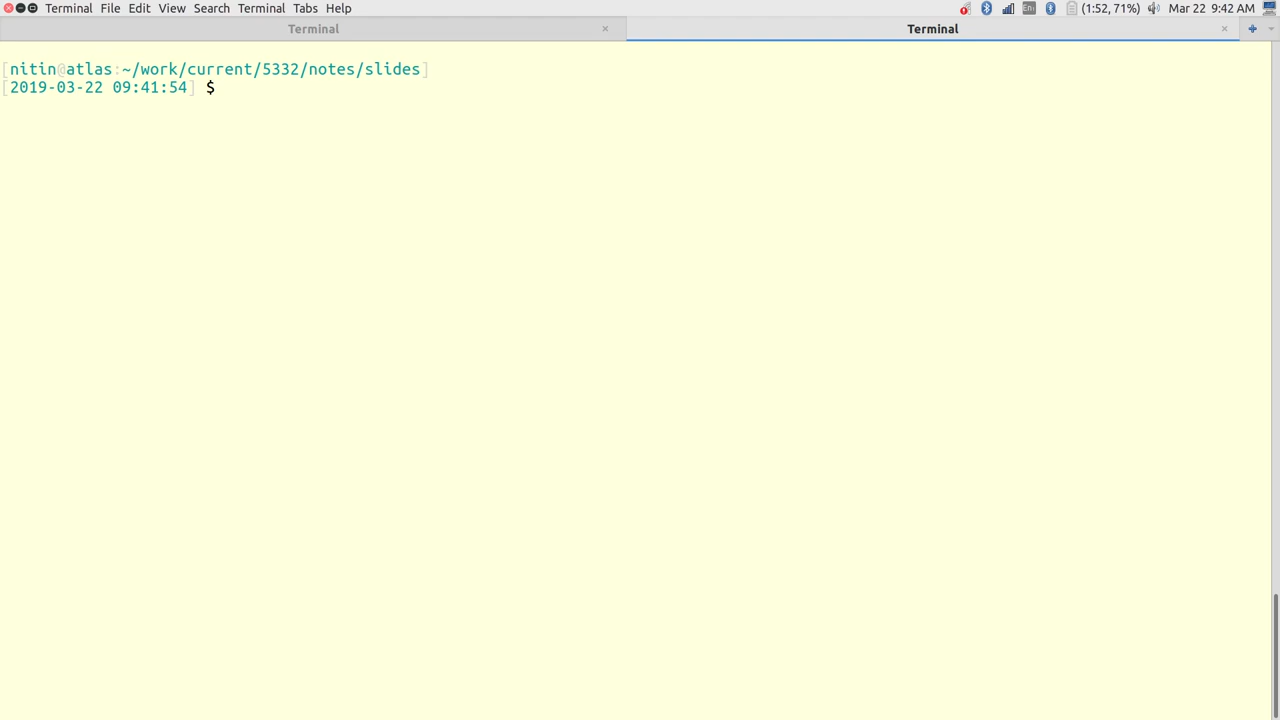 Terminal File Edit View Search Terminal Tabs Help En (1:52, 71%) Mar 22 9:42 AM
Terminal × Terminal ×
[nitin@atlas:~/work/current/5332/notes/slides]
[2019-03-22 09:41:54] $